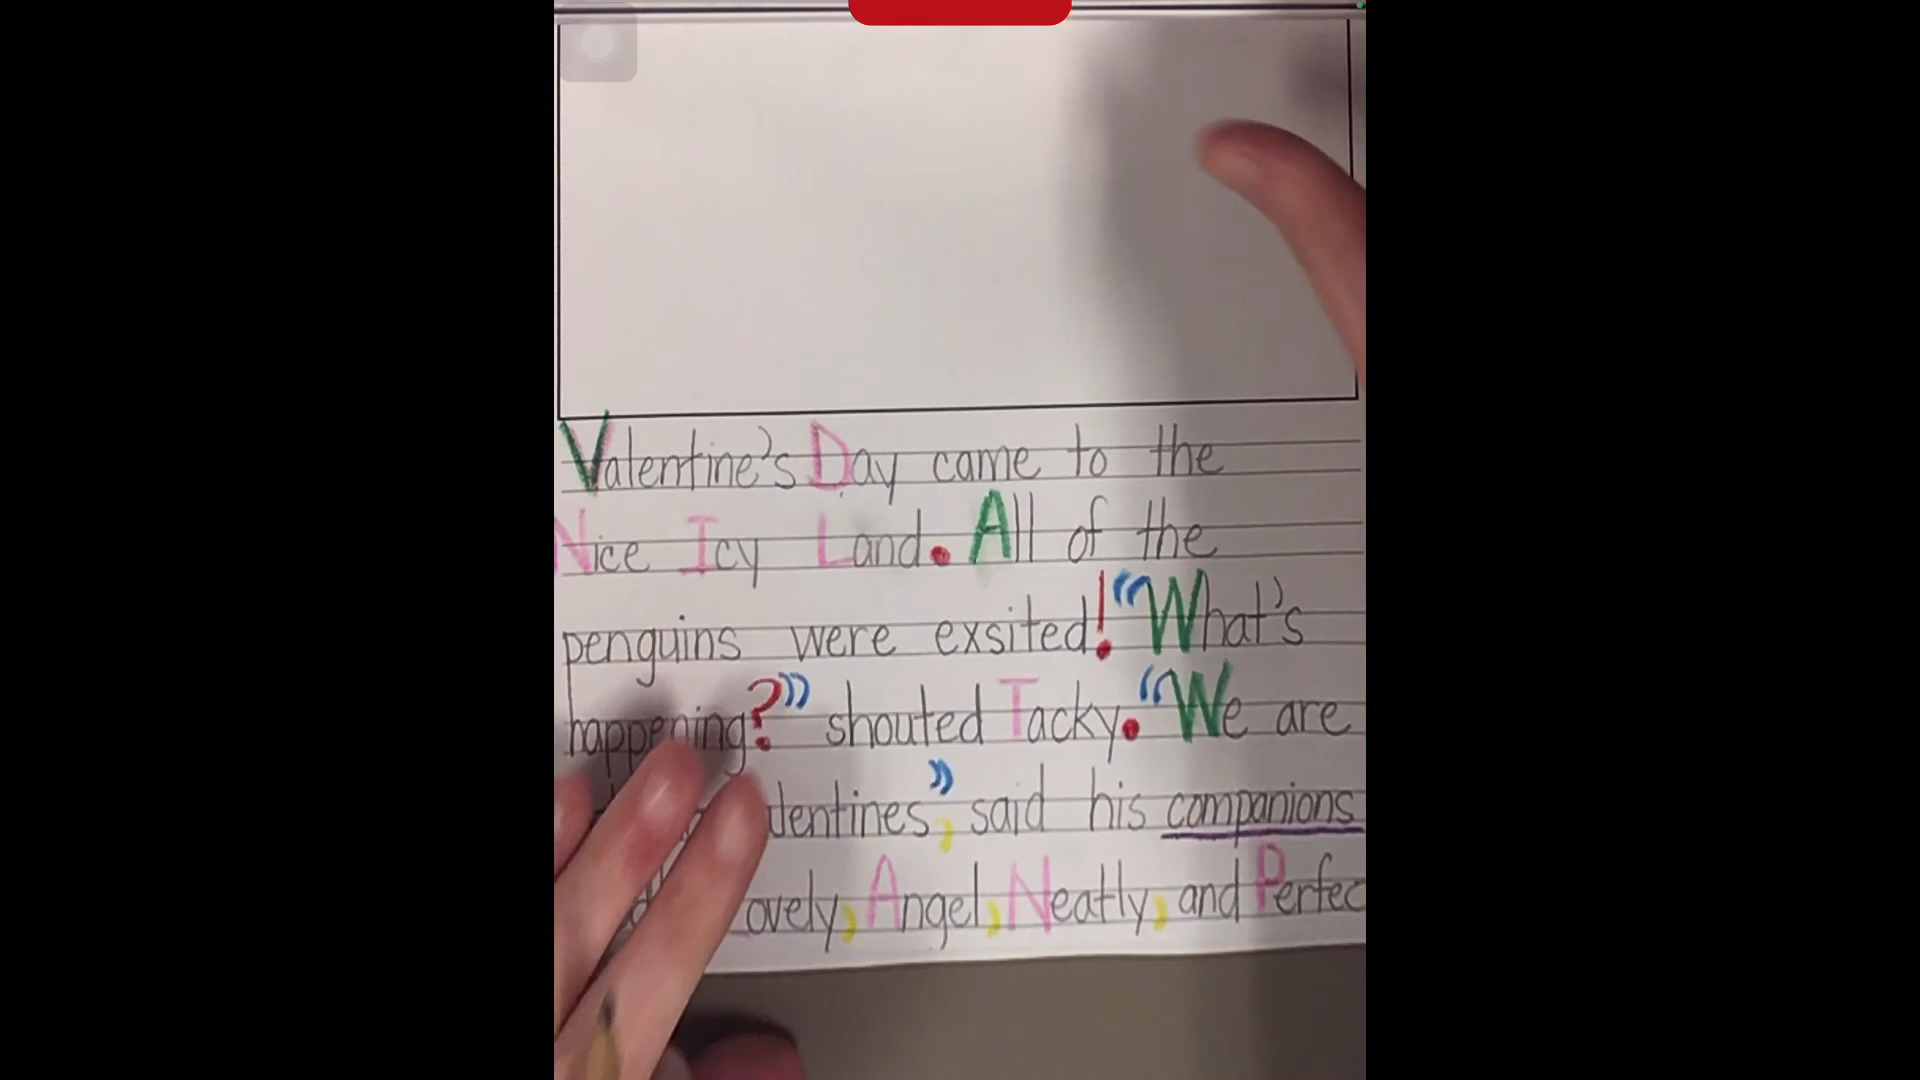 Valentine's Day came to the
Nice Icy Land. All of the
penguins were exsited! "What's
happening?" shouted Tacky. "We are
said his companions
ovely, Angel, Neatly, and Perfec